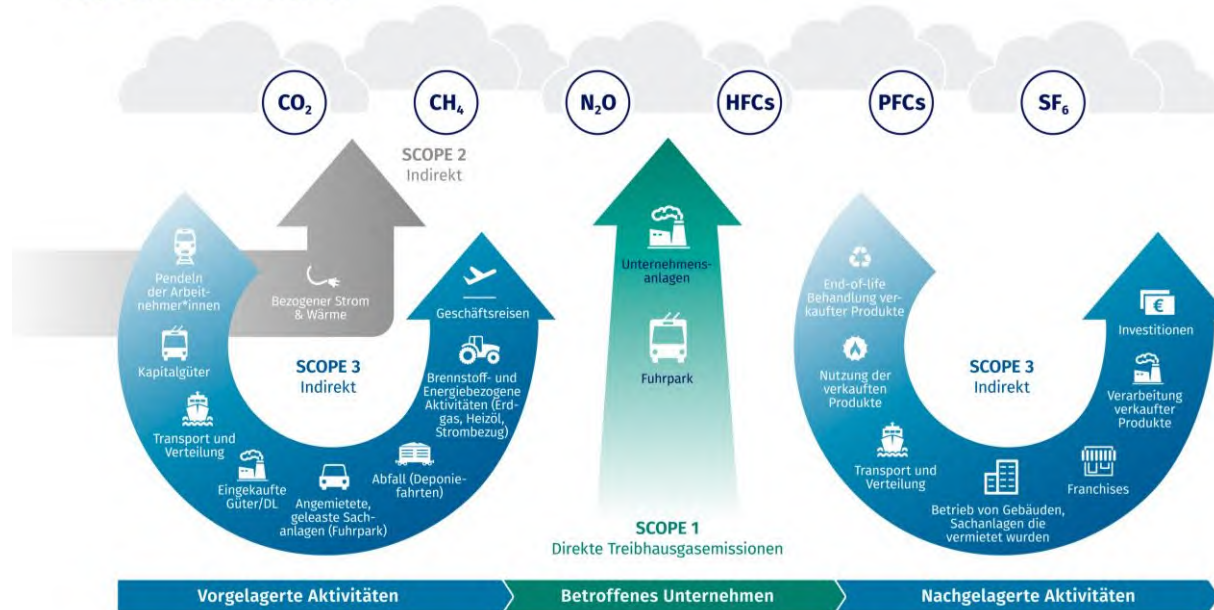 CO₂
CH₄
N₂O
HFCs
PFCs
SF₆
SCOPE 2
Indirekt
Pendeln
der Arbeit-
nehmer*innen
Kapitalgüter
Transport und
Verteilung
Eingekaufte
Güter/DL
Angemietete,
geleaste Sach-
anlagen (Fuhrpark)
Abfall (Deponie-
fahrten)
Brennstoff- und
Energiebezogene
Aktivitäten (Erd-
gas, Heizöl,
Strombezug)
Geschäftsreisen
Bezogener Strom
& Wärme
SCOPE 3
Indirekt
Unternehmens-
anlagen
Fuhrpark
SCOPE 1
Direkte Treibhausgasemissionen
End-of-life
Behandlung ver-
kaufter Produkte
Nutzung der
verkauften
Produkte
Transport und
Verteilung
Betrieb von Gebäuden,
Sachanlagen die
vermietet wurden
Franchises
Verarbeitung
verkaufter
Produkte
Investitionen
SCOPE 3
Indirekt
Vorgelagerte Aktivitäten
Betroffenes Unternehmen
Nachgelagerte Aktivitäten